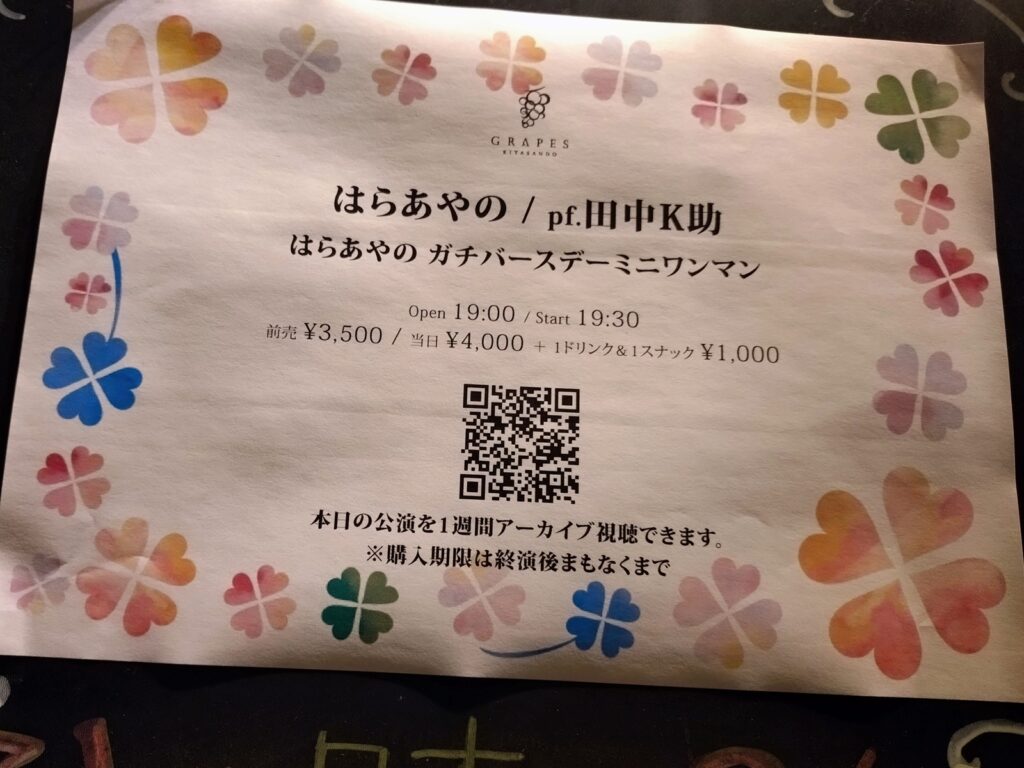 GRAPES
KITASANDO
はらあやの / pf.田中K助
はらあやの ガチバースデーミニワンマン
Open 19:00 / Start 19:30
前売 ¥3,500 / 当日 ¥4,000 + 1ドリンク&1スナック ¥1,000
本日の公演を1週間アーカイブ視聴できます。
※購入期限は終演後まもなくまで